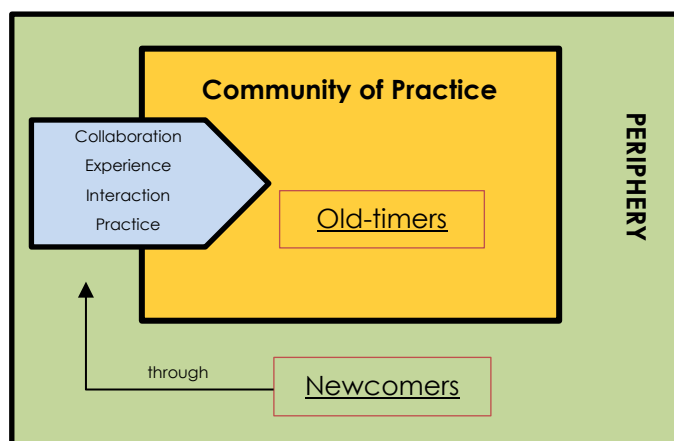 Community of Practice
Collaboration
Experience
Interaction
Practice
Old-timers
PERIPHERY
through
Newcomers